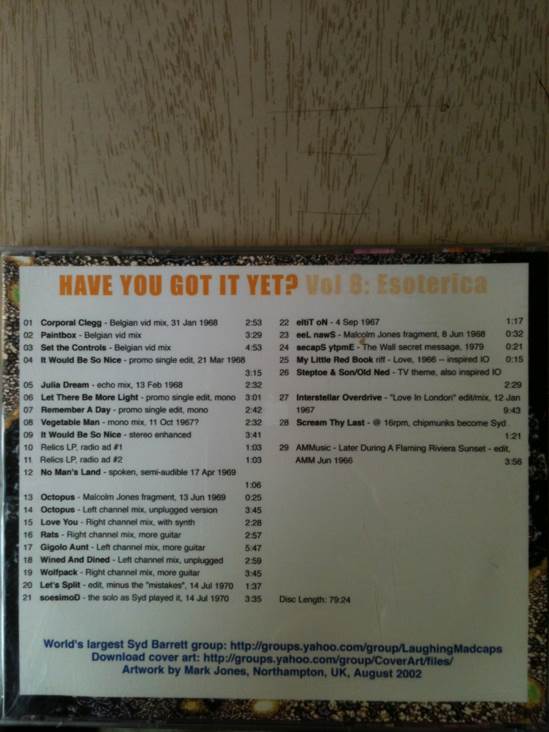 HAVE YOU GOT IT YET? Vol 8: Esoterica
01 Corporal Clegg - Belgian vid mix, 31 Jan 1968 2:53
02 Paintbox - Belgian vid mix 3:29
03 Set the Controls - Belgian vid mix 4:53
04 It Would Be So Nice - promo single edit, 21 Mar 1968
3:15
05 Julia Dream - echo mix, 13 Feb 1968 2:32
06 Let There Be More Light - promo single edit, mono 3:01
07 Remember A Day - promo single edit, mono 2:42
08 Vegetable Man - mono mix, 11 Oct 1967? 2:32
09 It Would Be So Nice - stereo enhanced 3:41
10 Relics LP, radio ad #1 1:03
11 Relics LP, radio ad #2 1:03
12 No Man's Land - spoken, semi-audible 17 Apr 1969
1:06
13 Octopus - Malcolm Jones fragment, 13 Jun 1969 0:25
14 Octopus - Left channel mix, unplugged version 3:45
15 Love You - Right channel mix, with synth 2:28
16 Rats - Right channel mix, more guitar 2:57
17 Gigolo Aunt - Left channel mix, more guitar 5:47
18 Wined And Dined - Left channel mix, unplugged 2:59
19 Wolfpack - Right channel mix, more guitar 3:45
20 Let's Split - edit, minus the "mistakes", 14 Jul 1970 1:37
21 soesimoD - the solo as Syd played it, 14 Jul 1970 3:35
22 eltiT oN - 4 Sep 1967 1:17
23 eeL nawS - Malcolm Jones fragment, 8 Jun 1968 0:32
24 secapS ytpmE - The Wall secret message, 1979 0:21
25 My Little Red Book riff - Love, 1966 -- inspired IO 0:15
26 Steptoe & Son/Old Ned - TV theme, also inspired IO
2:29
27 Interstellar Overdrive - "Love In London" edit/mix, 12 Jan
1967 9:43
28 Scream Thy Last - @ 16rpm, chipmunks become Syd
1:21
29 AMMusic - Later During A Flaming Riviera Sunset - edit,
AMM Jun 1966 3:56
Disc Length: 79:24
World's largest Syd Barrett group: http://groups.yahoo.com/group/LaughingMadcaps
Download cover art: http://groups.yahoo.com/group/CoverArt/files/
Artwork by Mark Jones, Northampton, UK, August 2002